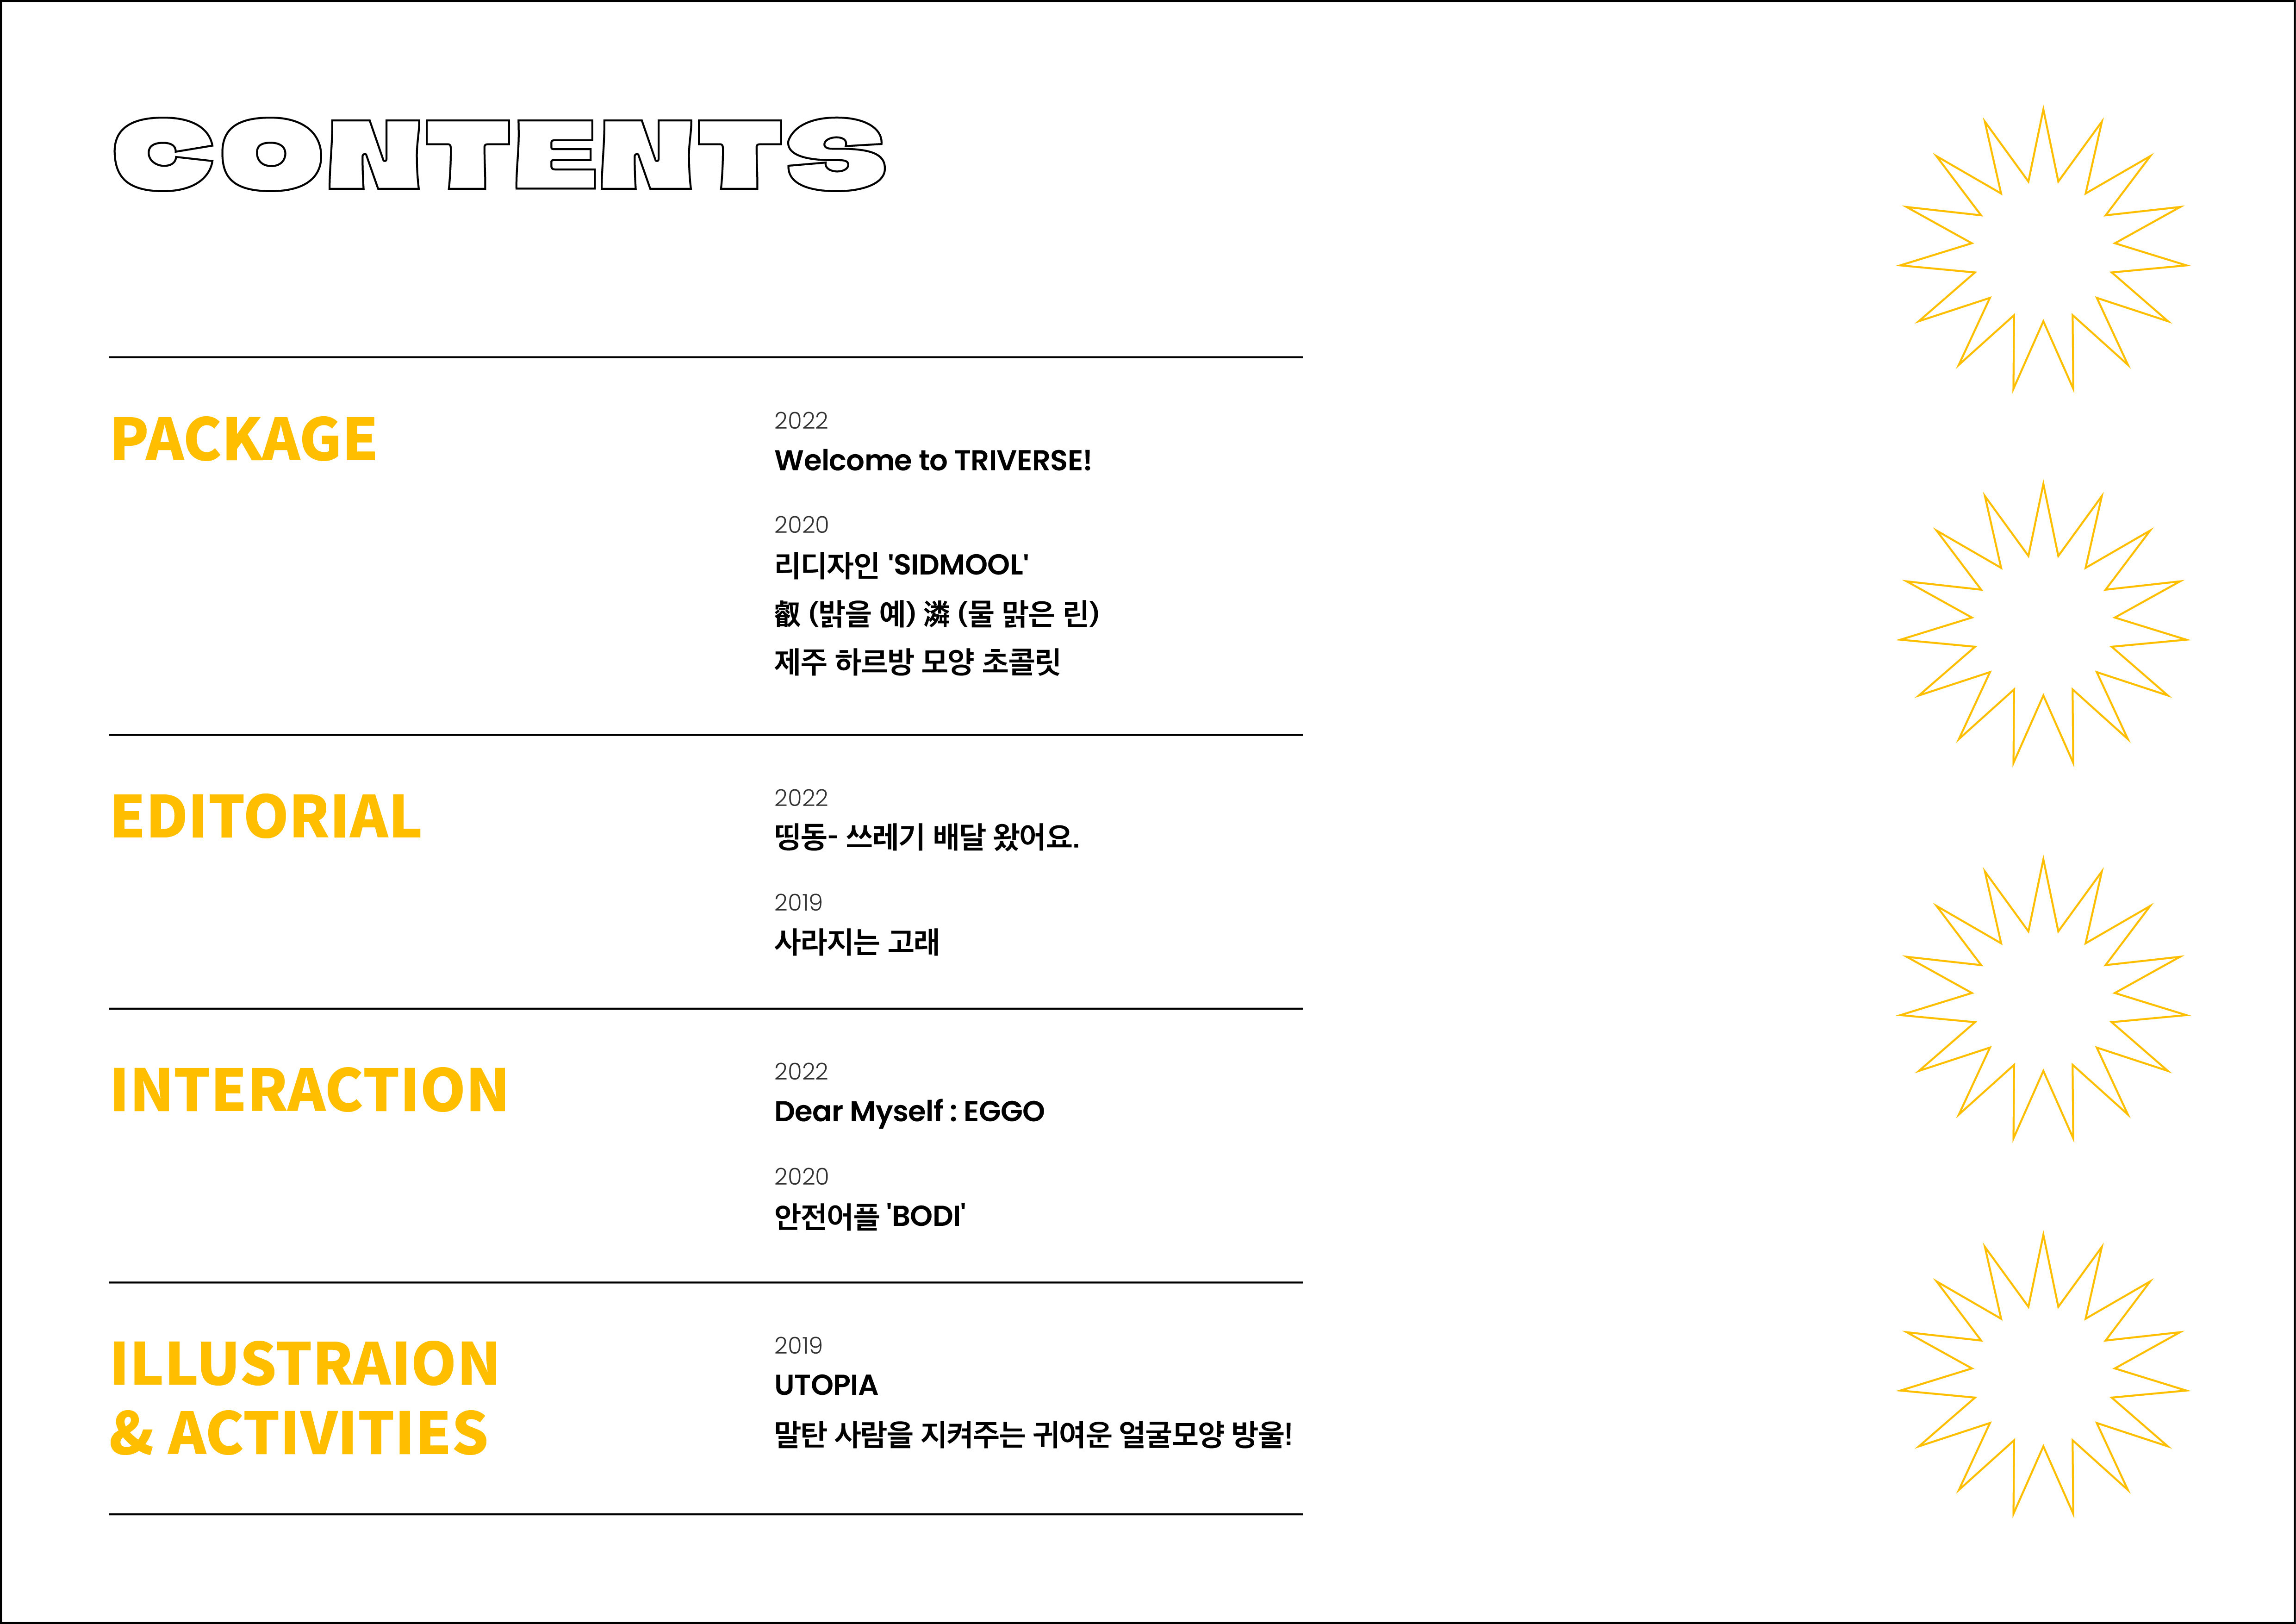 CONTENTS
PACKAGE
2022
Welcome to TRIVERSE!
2020
리디자인 'SIDMOOL'
叡 (밝을 예) 潾 (물 맑은 린)
제주 하르방 모양 초콜릿
EDITORIAL
2022
띵동- 쓰레기 배달 왔어요.
2019
사라지는 고래
INTERACTION
2022
Dear Myself : EGGO
2020
안전어플 'BODI'
ILLUSTRAION
& ACTIVITIES
2019
UTOPIA
말탄 사람을 지켜주는 귀여운 얼굴모양 방울!